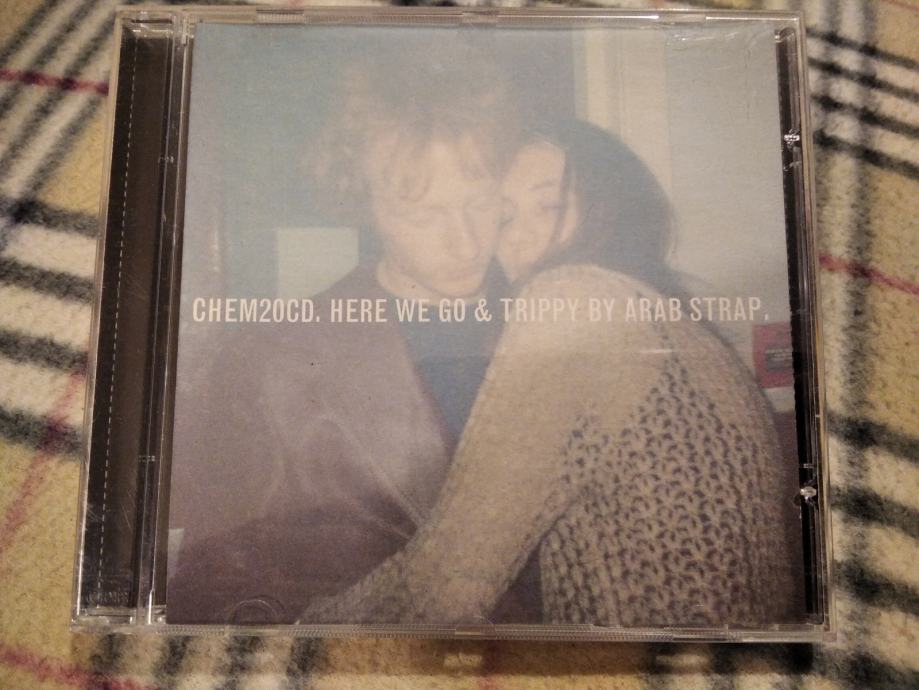 CHEM20CD. HERE WE GO & TRIPPY BY ARAB STRAP.